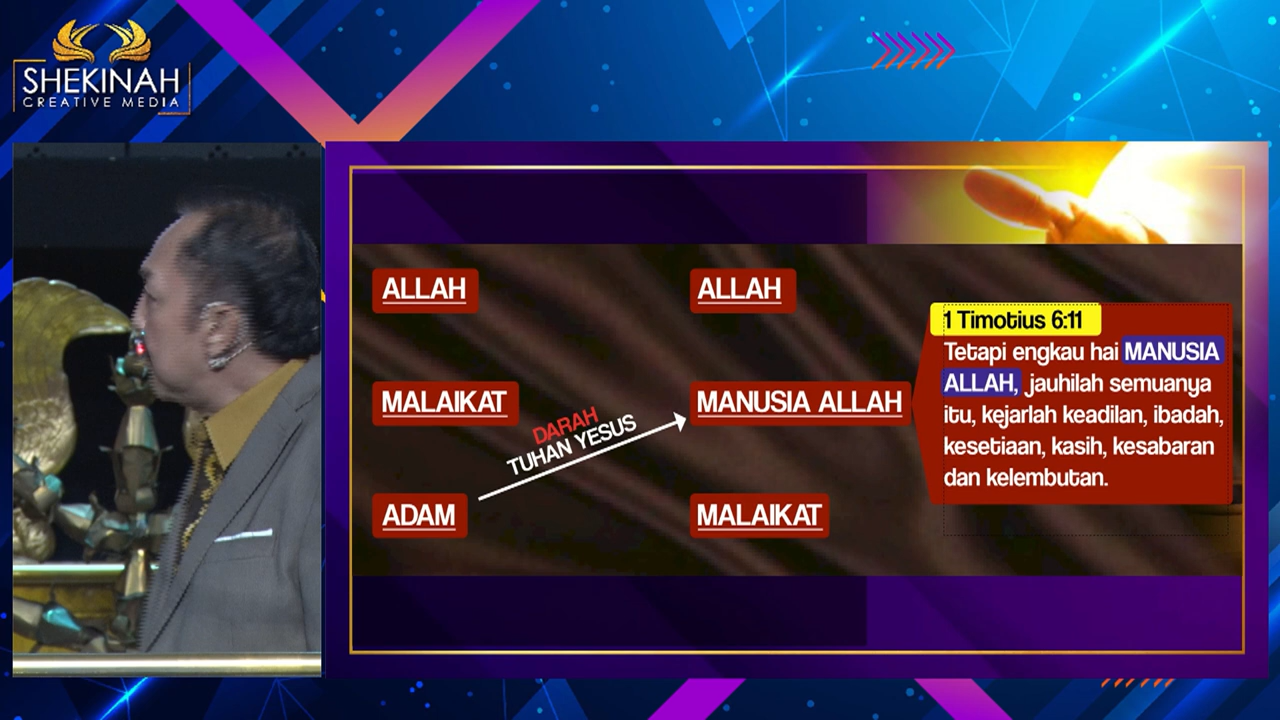 SHEKINAH
CREATIVE MEDIA
ALLAH
MALAIKAT
ADAM
DARAH
TUHAN YESUS
ALLAH
MANUSIA ALLAH
MALAIKAT
1 Timotius 6:11
Tetapi engkau hai MANUSIA
ALLAH, jauhilah semuanya
itu, kejarlah keadilan, ibadah,
kesetiaan, kasih, kesabaran
dan kelembutan.